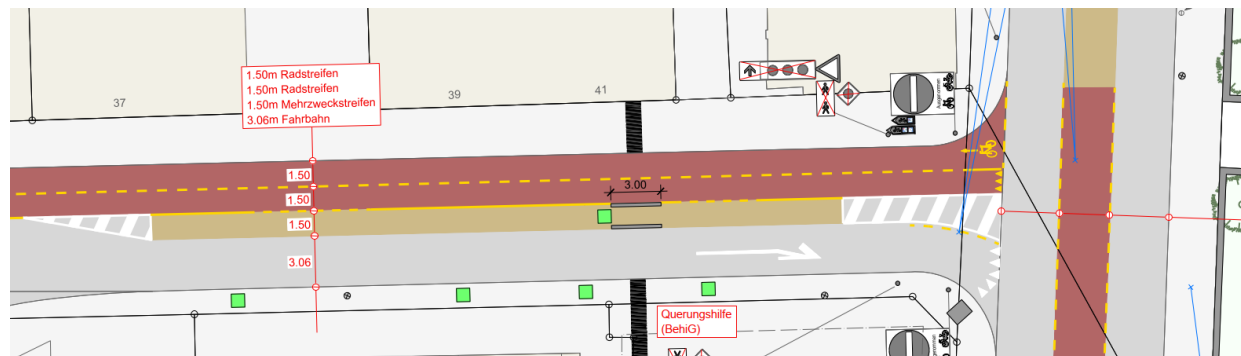 1.50m Radstreifen
1.50m Radstreifen
1.50m Mehrzweckstreifen
3.06m Fahrbahn
37
39
41
1.50
1.50
1.50
3.06
3.00
Querungshilfe
(BehiG)